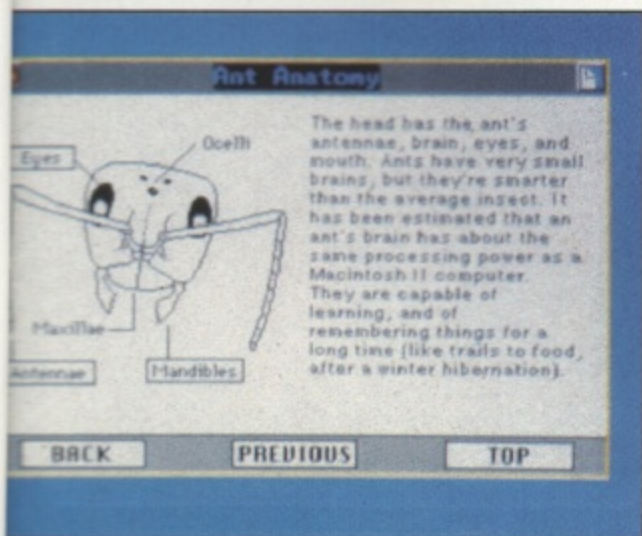 Ant Anatomy
Eyes
Ocelli
Maxillae
Antennae
Mandibles
The head has the ant's
antennae, brain, eyes, and
mouth. Ants have very small
brains, but they're smarter
than the average insect. It
has been estimated that an
ant's brain has about the
same processing power as a
Macintosh II computer.
They are capable of
learning, and of
remembering things for a
long time (like trails to food,
after a winter hibernation).
BACK
PREVIOUS
TOP